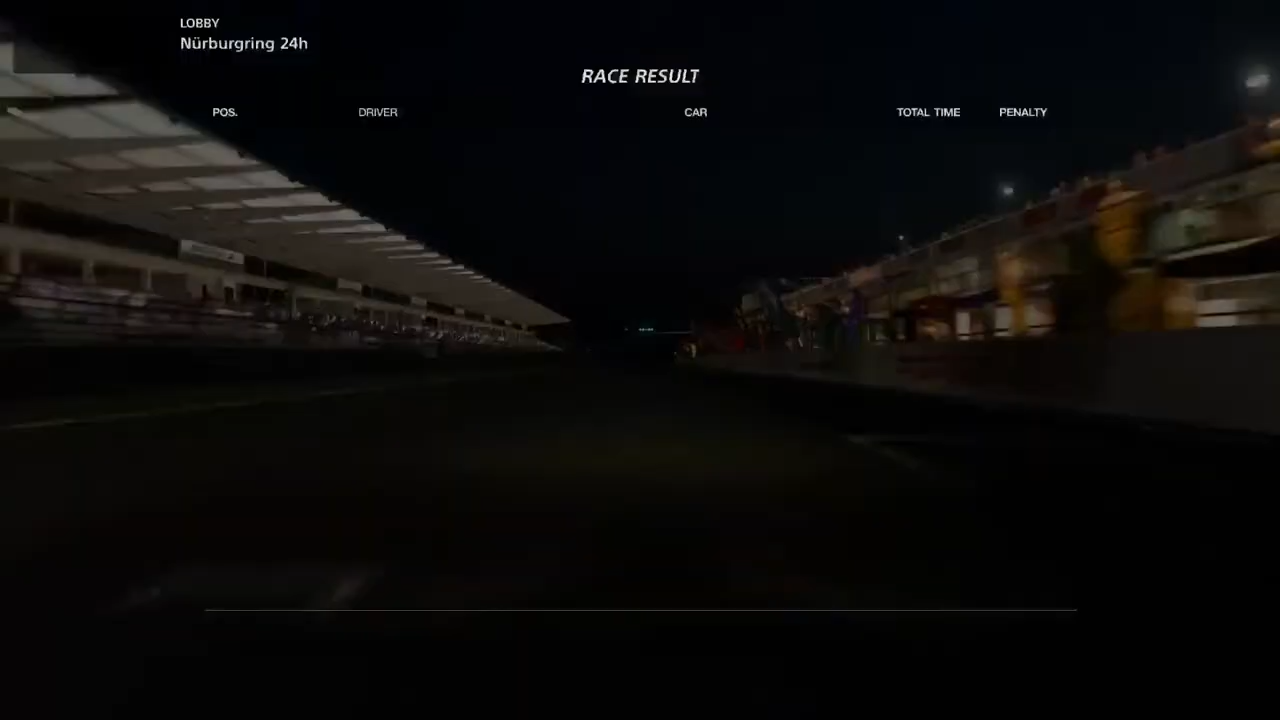 LOBBY
Nürburgring 24h
RACE RESULT
POS. DRIVER CAR TOTAL TIME PENALTY